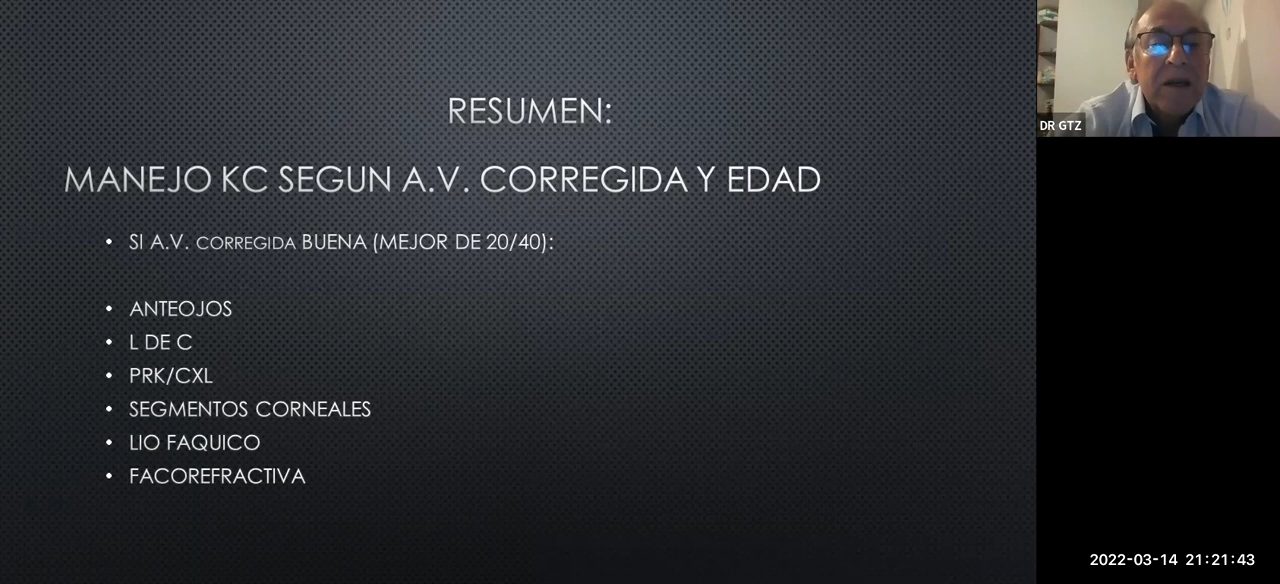 RESUMEN:
MANEJO KC SEGUN A.V. CORREGIDA Y EDAD
• SI A.V. CORREGIDA BUENA (MEJOR DE 20/40):
• ANTEOJOS
• L DE C
• PRK/CXL
• SEGMENTOS CORNEALES
• LIO FAQUICO
• FACOREFRACTIVA
DR GTZ
2022-03-14 21:21:43